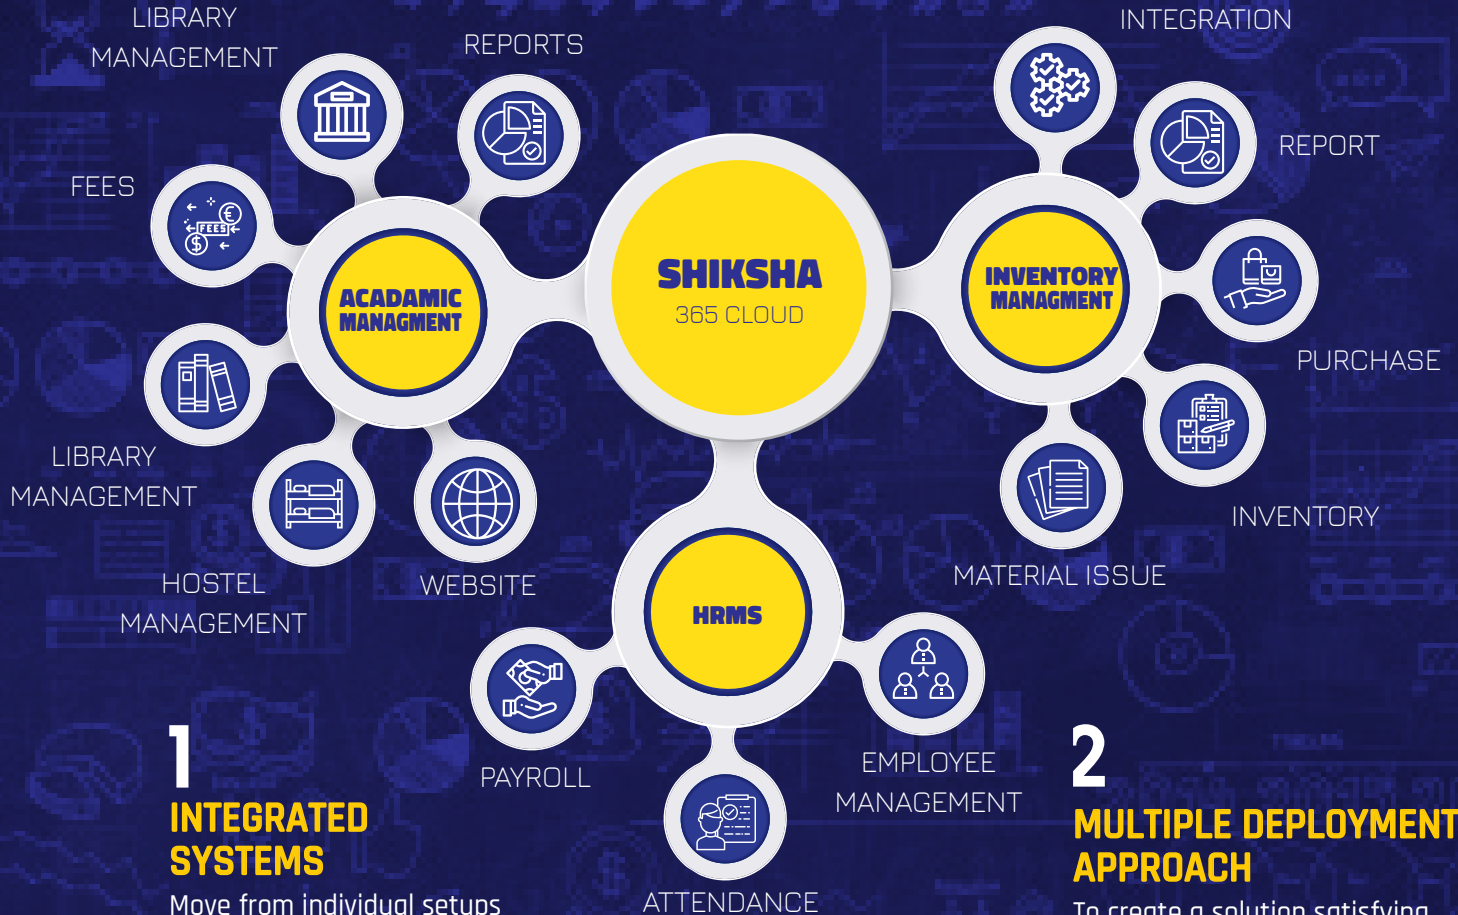 LIBRARY
MANAGEMENT
REPORTS
FEES
FEES
ACADAMIC
MANAGMENT
LIBRARY
MANAGEMENT
HOSTEL
MANAGEMENT
WEBSITE
SHIKSHA
365 CLOUD
INTEGRATION
REPORT
INVENTORY
MANAGMENT
PURCHASE
INVENTORY
MATERIAL ISSUE
HRMS
PAYROLL
ATTENDANCE
EMPLOYEE
MANAGEMENT
1
INTEGRATED
SYSTEMS
Move from individual setups
2
MULTIPLE DEPLOYMENT
APPROACH
To create a solution satisfying